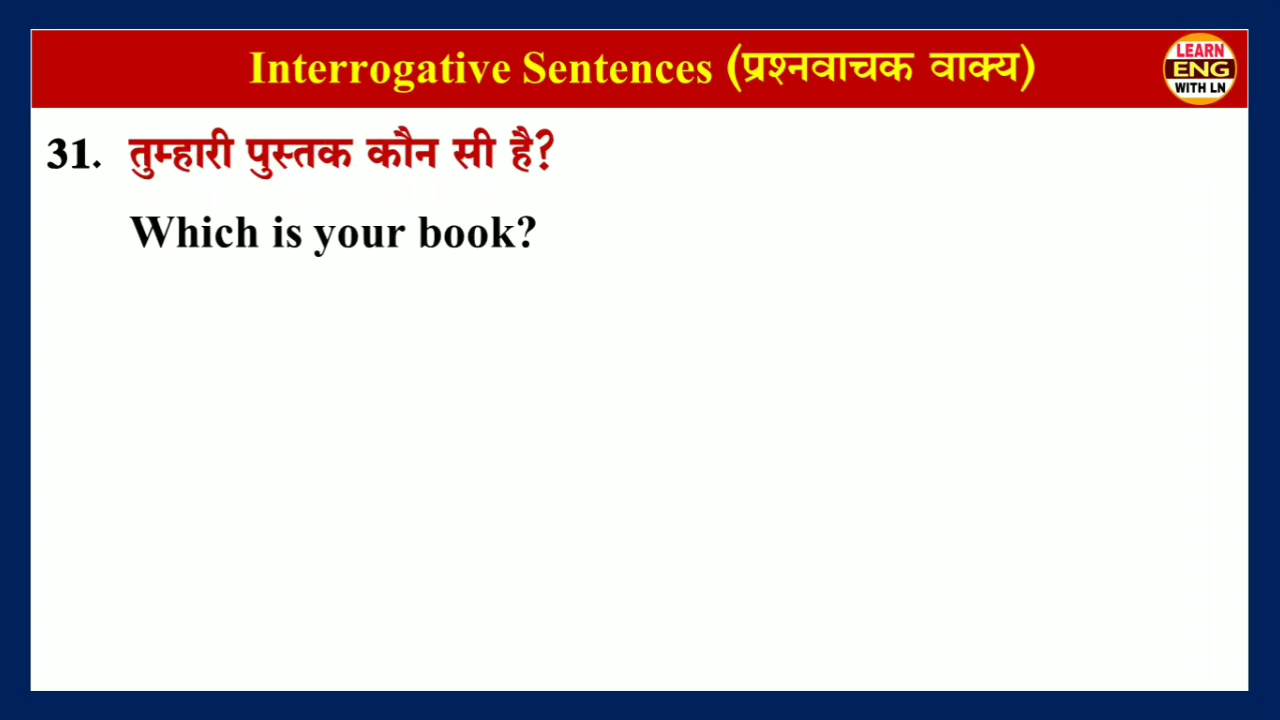 Interrogative Sentences (प्रश्नवाचक वाक्य)
LEARN
ENG
WITH LN
31. तुम्हारी पुस्तक कौन सी है?
Which is your book?